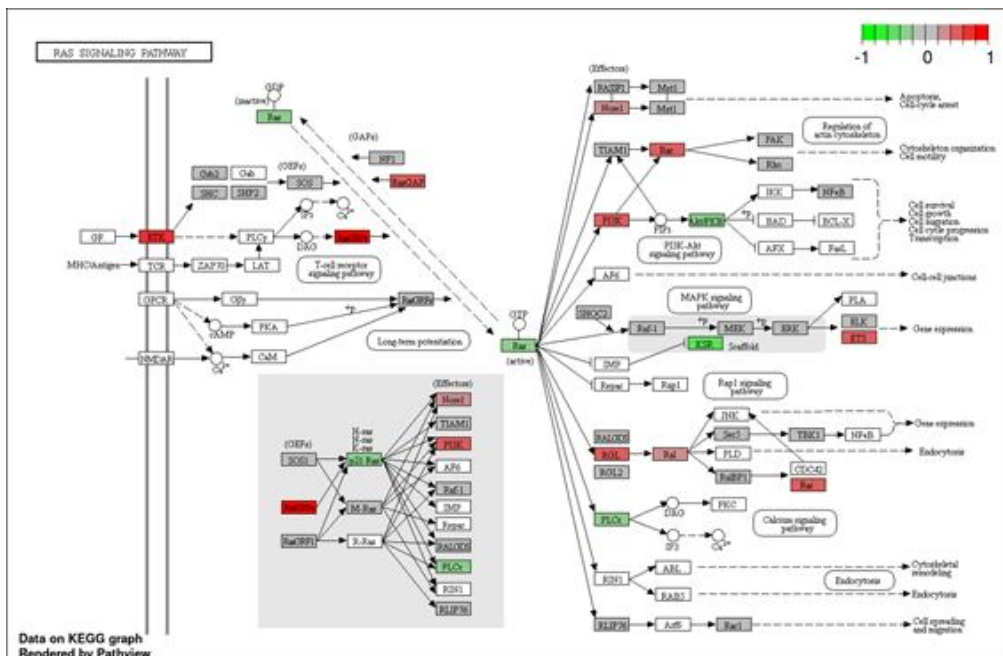 RAS SIGNALING PATHWAY
-1 0 1
GDP
(inactive)
Ras
(GAPs)
NF1
RasGAP
(GEFs)
Grb2 Gab SOS
SHC SHP2
IP3 Ca2+
GF RTK PLCγ DAG
MHC/Antigen TCR ZAP70 LAT
T-cell receptor
signaling pathway
GPCR Gβγ +p RasGRFs
cAMP PKA
NMDAR Ca2+ CaM
Long-term potentiation
GTP
Ras
(active)
(Effectors)
RASSF1 Mst1
Nore1 Mst1
Apoptosis,
Cell-cycle arrest
Regulation of
actin cytoskeleton
TIAM1 Rac PAK
Rho
Cytoskeleton organization
Cell motility
PI3K PIP3 Akt/PKB +p
IKK NFκB
BAD BCL-X
AFX FasL
Cell survival
Cell growth
Cell migration
Cell cycle progression
Transcription
PI3K-Akt
signaling pathway
AF6
Cell-cell junctions
MAPK signaling
pathway
SHOC2
Raf-1 +p MEK +p ERK
PLA
ELK
ETS
Gene expression
KSR Scaffold
IMP
Repac Rap1
Rap1 signaling
pathway
JNK
RALGDS Sec5 TBK1 NFκB
Gene expression
RGL Ral PLD
Endocytosis
RGL2 RalBP1 CDC42
Rac
PLCε DAG PKC
IP3 Ca2+
Calcium signaling
pathway
RIN1 ABL
Cytoskeletal
remodeling
RAB5
Endocytosis
Endocytosis
RLIP76 Arf6 Rac1
Cell spreading
and migration
(Effectors)
Nore1
TIAM1
H-ras
N-ras
K-ras
(GEFs)
SOS1 p21 Ras PI3K
AF6
Raf-1
M-Ras IMP
Repac
RasGRF1 R-Ras RALGDS
PLCε
RIN1
RLIP76
Data on KEGG graph
Rendered by Pathview